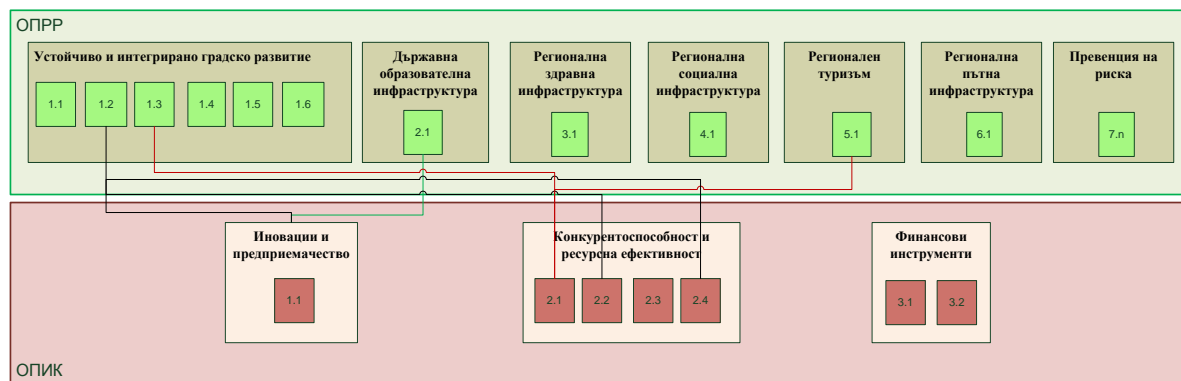 ОПРР
Устойчиво и интегрирано градско развитие
1.1
1.2
1.3
1.4
1.5
1.6
Държавна
образователна
инфраструктура
2.1
Регионална
здравна
инфраструктура
3.1
Регионална
социална
инфраструктура
4.1
Регионален
туризъм
5.1
Регионална
пътна
инфраструктура
6.1
Превенция на
риска
7.n
Иновации и
предприемачество
1.1
Конкурентоспособност и
ресурсна ефективност
2.1
2.2
2.3
2.4
Финансови
инструменти
3.1
3.2
ОПИК